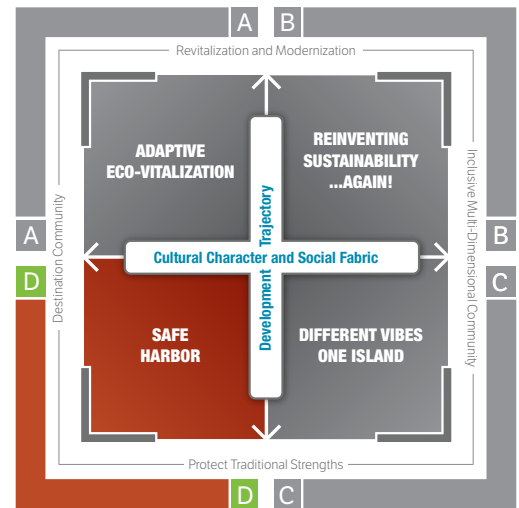 A B
Revitalization and Modernization
ADAPTIVE
ECO-VITALIZATION
REINVENTING
SUSTAINABILITY
...AGAIN!
Destination Community
Inclusive Multi-Dimensional Community
A
B
Cultural Character and Social Fabric
Development Trajectory
D
C
SAFE
HARBOR
DIFFERENT VIBES
ONE ISLAND
Protect Traditional Strengths
D C